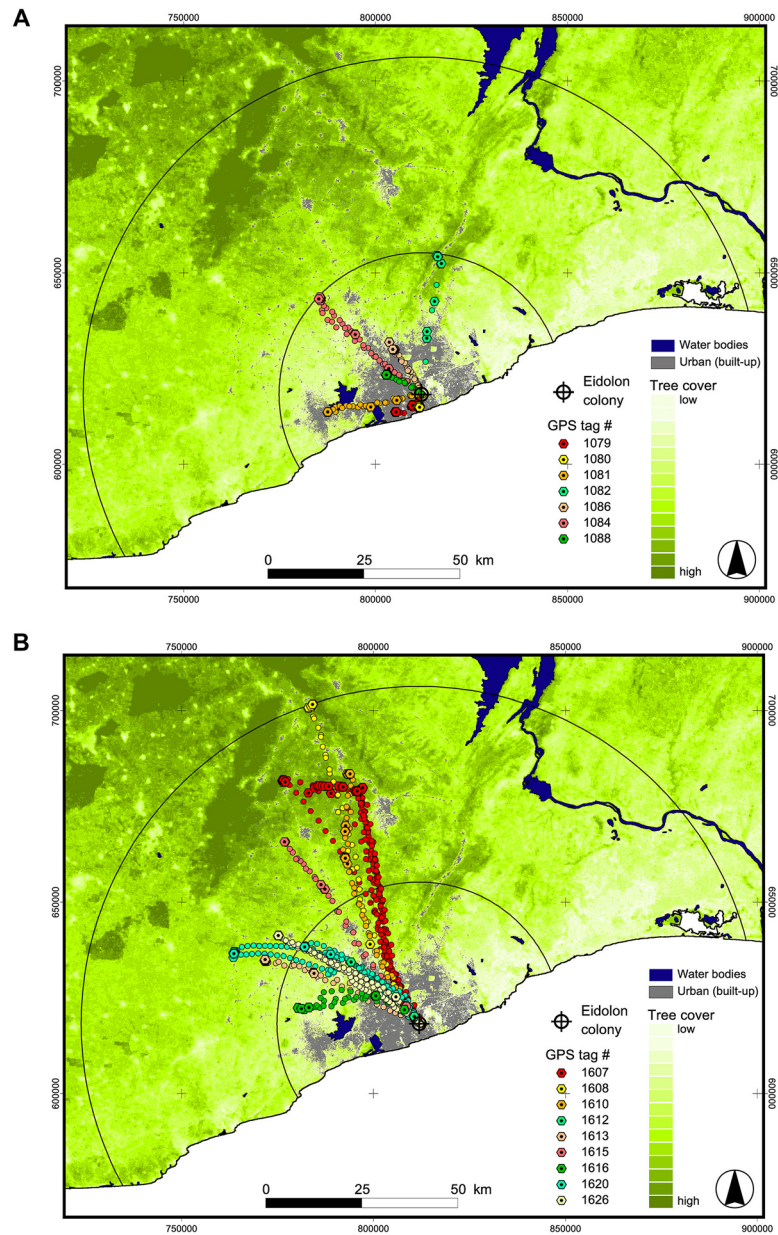 A
750000 800000 850000 900000
700000 700000
650000 650000
600000 600000
Water bodies
Urban (built-up)
Eidolon
colony
Tree cover
low
high
GPS tag #
1079
1080
1081
1082
1086
1084
1088
0 25 50 km
750000 800000 850000 900000
B
750000 800000 850000 900000
700000 700000
650000 650000
600000 600000
Water bodies
Urban (built-up)
Eidolon
colony
Tree cover
low
high
GPS tag #
1607
1608
1610
1612
1613
1615
1616
1620
1626
0 25 50 km
750000 800000 850000 900000